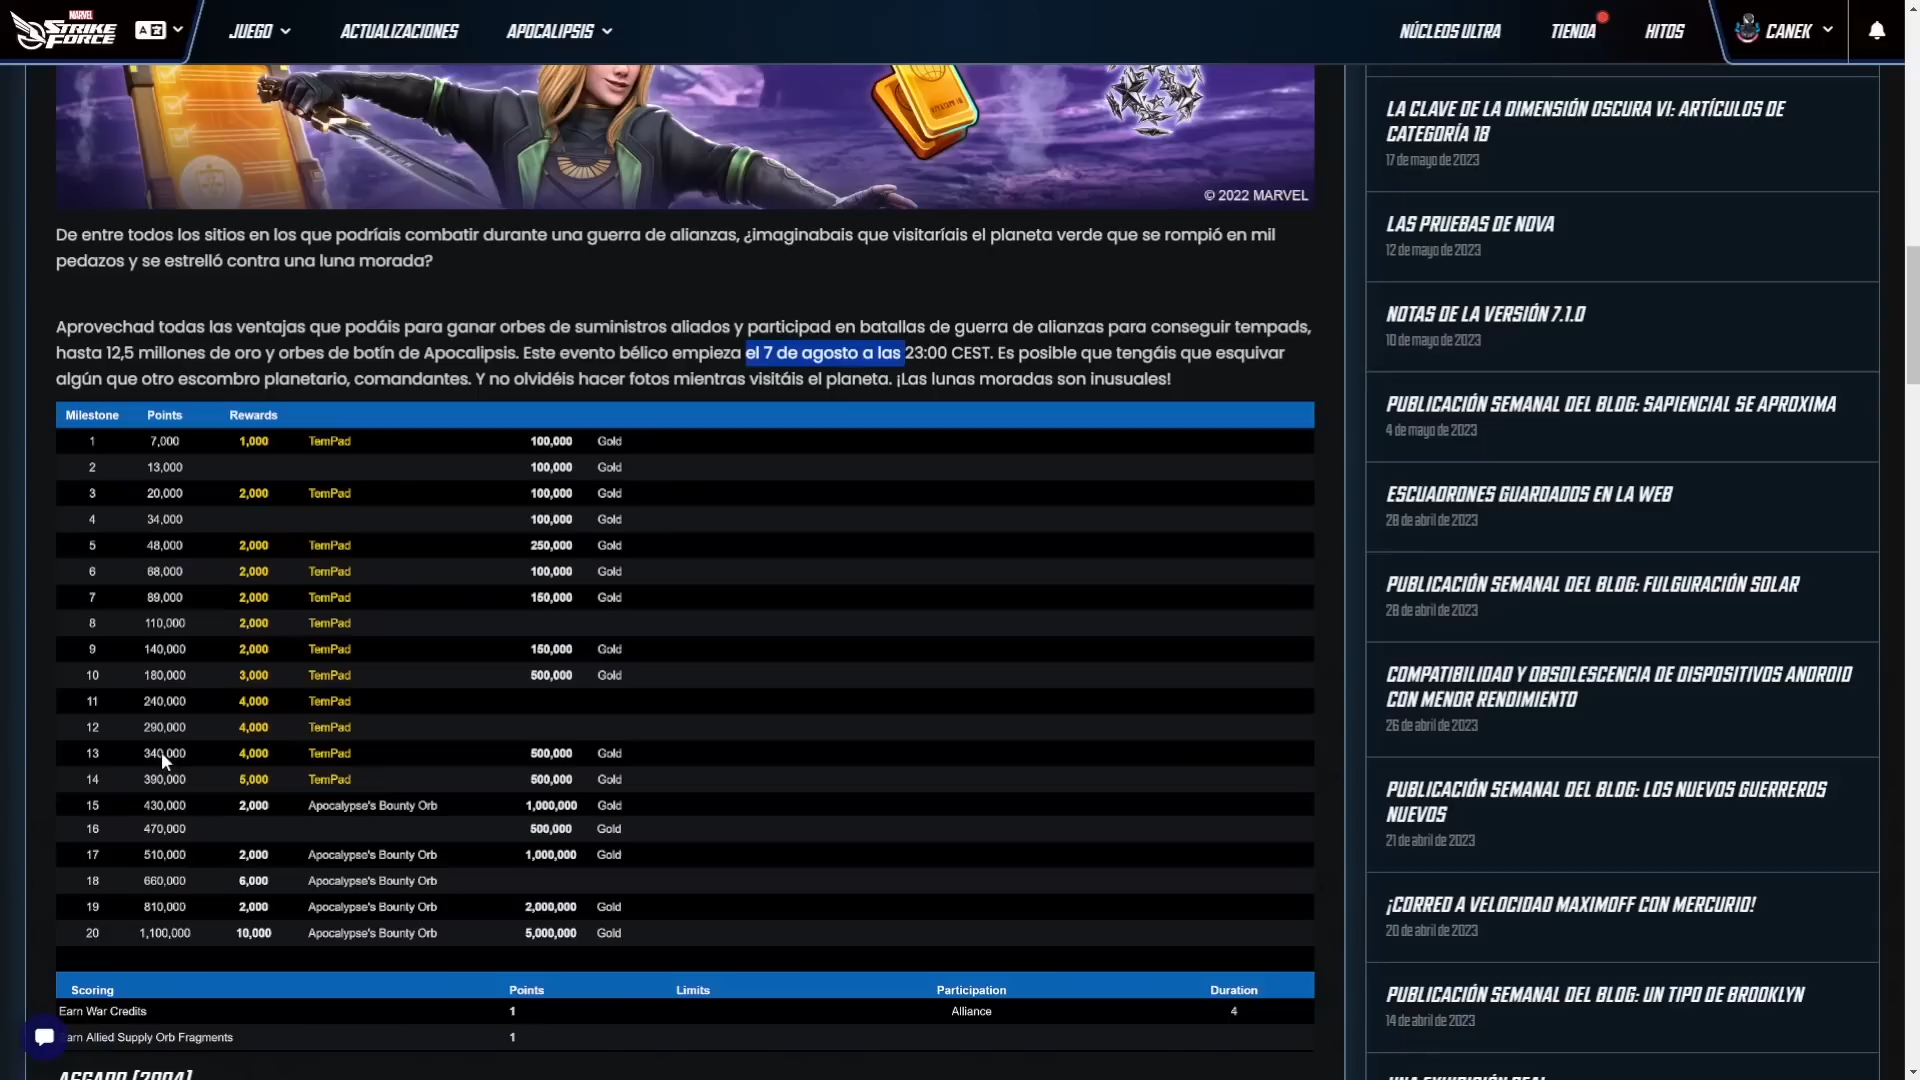 MARVEL
STRIKE
FORCE
JUEGO
ACTUALIZACIONES
APOCALIPSIS
NÚCLEOS ULTRA
TIENDA
HITOS
CANEK
© 2022 MARVEL
De entre todos los sitios en los que podríais combatir durante una guerra de alianzas, ¿imaginabais que visitaríais el planeta verde que se rompió en mil
pedazos y se estrelló contra una luna morada?
Aprovechad todas las ventajas que podáis para ganar orbes de suministros aliados y participad en batallas de guerra de alianzas para conseguir tempads,
hasta 12,5 millones de oro y orbes de botín de Apocalipsis. Este evento bélico empieza el 7 de agosto a las 23:00 CEST. Es posible que tengáis que esquivar
algún que otro escombro planetario, comandantes. Y no olvidéis hacer fotos mientras visitáis el planeta. ¡Las lunas moradas son inusuales!
Milestone Points Rewards
1 7,000 1,000 TemPad 100,000 Gold
2 13,000 100,000 Gold
3 20,000 2,000 TemPad 100,000 Gold
4 34,000 100,000 Gold
5 48,000 2,000 TemPad 250,000 Gold
6 68,000 2,000 TemPad 100,000 Gold
7 89,000 2,000 TemPad 150,000 Gold
8 110,000 2,000 TemPad
9 140,000 2,000 TemPad 150,000 Gold
10 180,000 3,000 TemPad 500,000 Gold
11 240,000 4,000 TemPad
12 290,000 4,000 TemPad
13 340,000 4,000 TemPad 500,000 Gold
14 390,000 5,000 TemPad 500,000 Gold
15 430,000 2,000 Apocalypse's Bounty Orb 1,000,000 Gold
16 470,000 500,000 Gold
17 510,000 2,000 Apocalypse's Bounty Orb 1,000,000 Gold
18 660,000 6,000 Apocalypse's Bounty Orb
19 810,000 2,000 Apocalypse's Bounty Orb 2,000,000 Gold
20 1,100,000 10,000 Apocalypse's Bounty Orb 5,000,000 Gold
Scoring Points Limits Participation Duration
Earn War Credits 1 Alliance 4
Earn Allied Supply Orb Fragments 1
LA CLAVE DE LA DIMENSIÓN OSCURA VI: ARTÍCULOS DE
CATEGORÍA 18
17 de mayo de 2023
LAS PRUEBAS DE NOVA
12 de mayo de 2023
NOTAS DE LA VERSIÓN 7.1.0
10 de mayo de 2023
PUBLICACIÓN SEMANAL DEL BLOG: SAPIENCIAL SE APROXIMA
4 de mayo de 2023
ESCUADRONES GUARDADOS EN LA WEB
28 de abril de 2023
PUBLICACIÓN SEMANAL DEL BLOG: FULGURACIÓN SOLAR
28 de abril de 2023
COMPATIBILIDAD Y OBSOLESCENCIA DE DISPOSITIVOS ANDROID
CON MENOR RENDIMIENTO
26 de abril de 2023
PUBLICACIÓN SEMANAL DEL BLOG: LOS NUEVOS GUERREROS
NUEVOS
21 de abril de 2023
¡CORREO A VELOCIDAD MAXIMOFF CON MERCURIO!
20 de abril de 2023
PUBLICACIÓN SEMANAL DEL BLOG: UN TIPO DE BROOKLYN
14 de abril de 2023